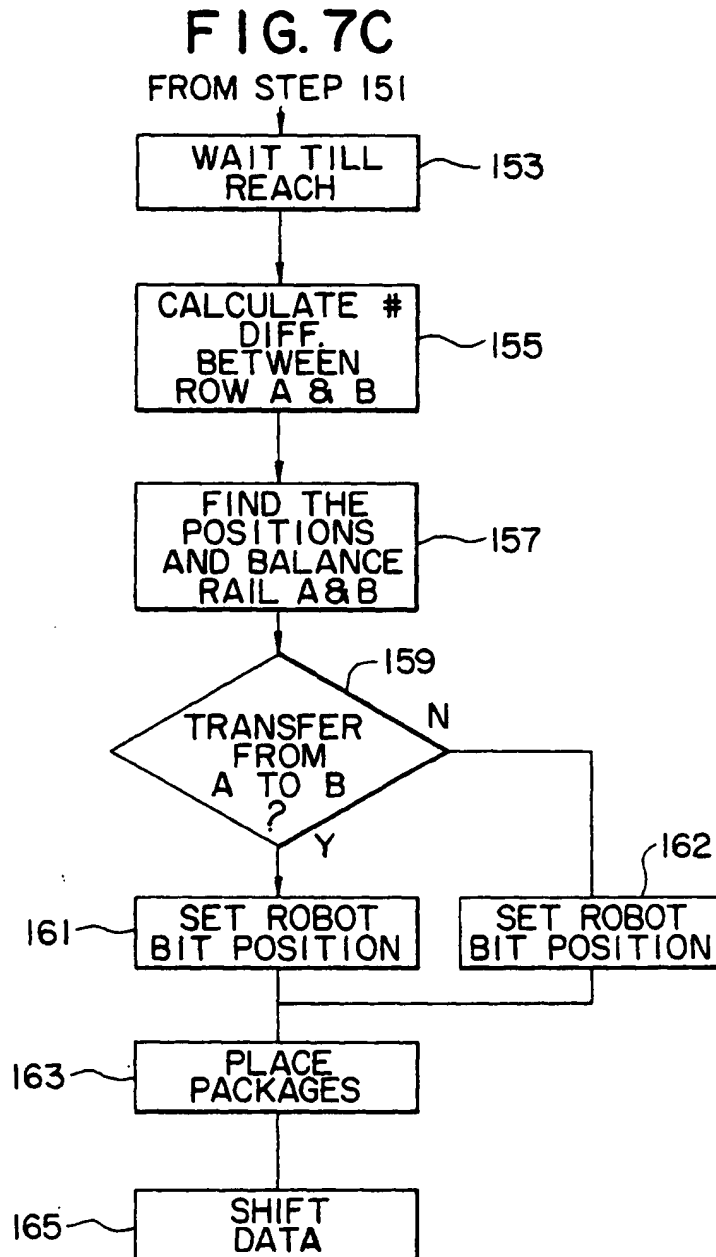 FIG. 7C
FROM STEP 151
WAIT TILL
REACH
153
CALCULATE #
DIFF.
BETWEEN
ROW A & B
155
FIND THE
POSITIONS
AND BALANCE
RAIL A&B
157
159
TRANSFER
FROM
A TO B
?
N
Y
162
161
SET ROBOT
BIT POSITION
SET ROBOT
BIT POSITION
163
PLACE
PACKAGES
165
SHIFT
DATA